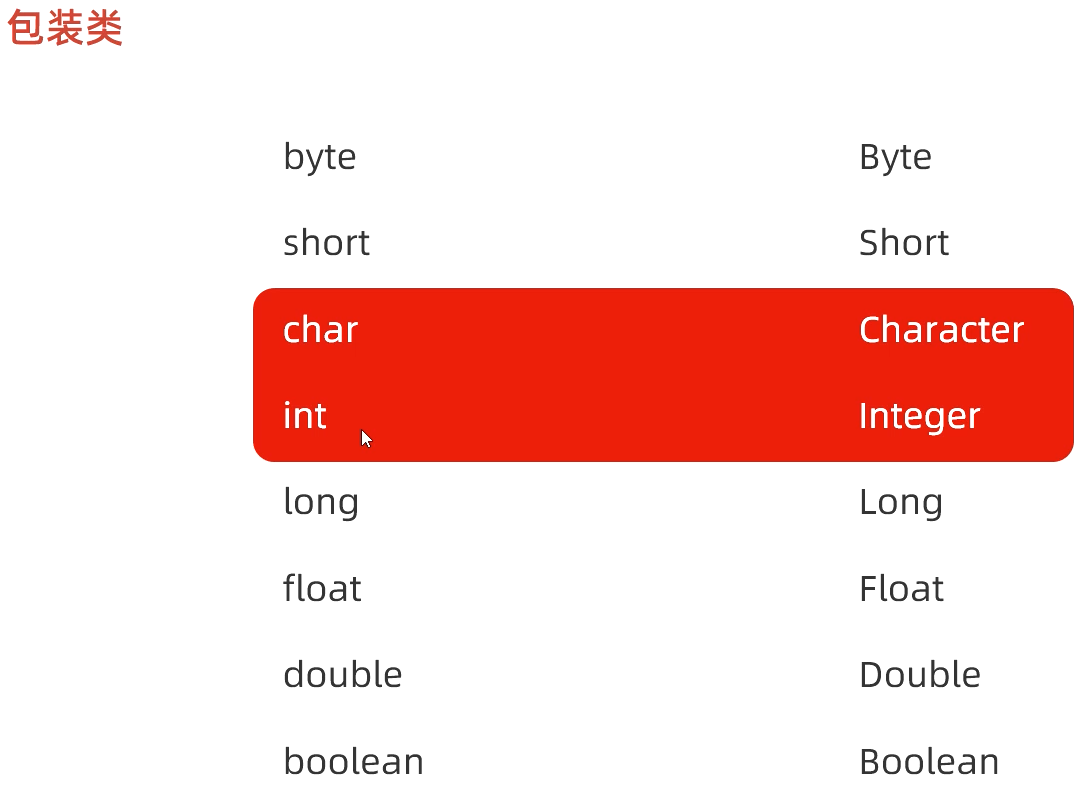 包装类
byte Byte
short Short
char Character
int Integer
long Long
float Float
double Double
boolean Boolean